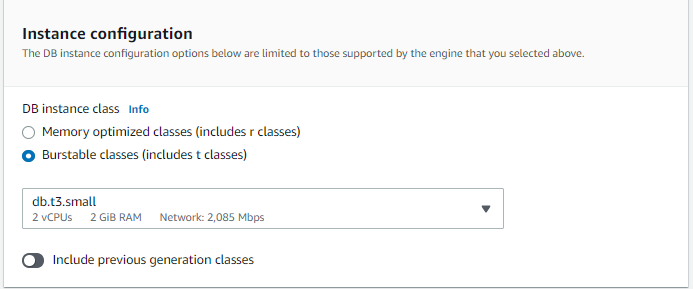 Instance configuration
The DB instance configuration options below are limited to those supported by the engine that you selected above.
DB instance class Info
Memory optimized classes (includes r classes)
Burstable classes (includes t classes)
db.t3.small
2 vCPUs 2 GiB RAM Network: 2,085 Mbps
Include previous generation classes